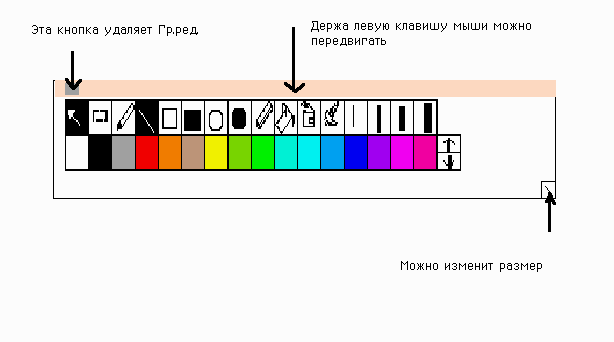 Эта кнопка удаляет Гр.ред.
Держа левую клавишу мыши можно
передвигать
Можно изменит размер